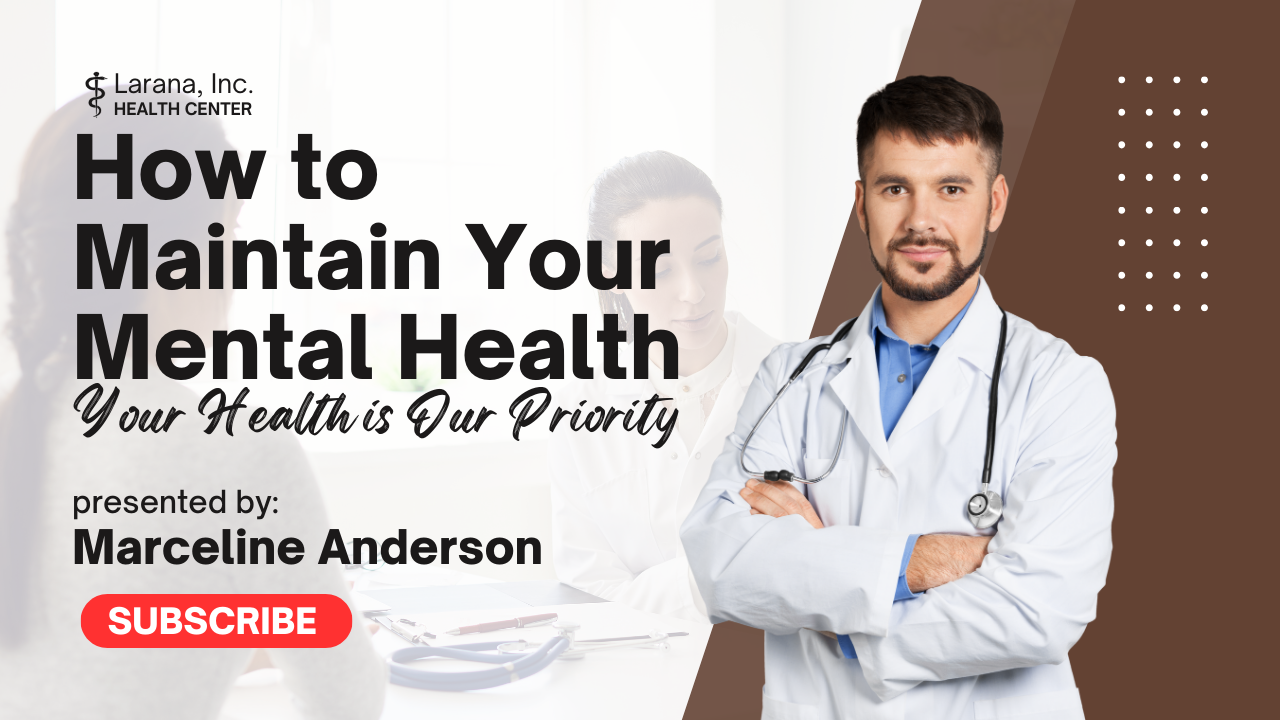 Larana, Inc.
HEALTH CENTER
How to
Maintain Your
Mental Health
Your Health is Our Priority
presented by:
Marceline Anderson
SUBSCRIBE